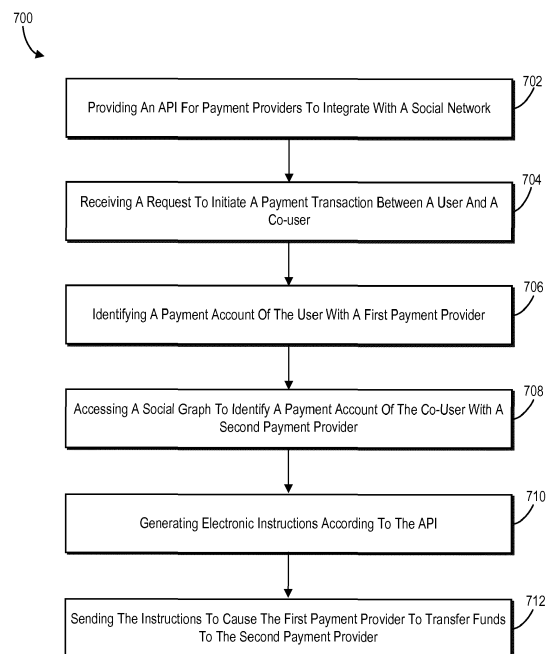 700
702
Providing An API For Payment Providers To Integrate With A Social Network
704
Receiving A Request To Initiate A Payment Transaction Between A User And A
Co-user
706
Identifying A Payment Account Of The User With A First Payment Provider
708
Accessing A Social Graph To Identify A Payment Account Of The Co-User With A
Second Payment Provider
710
Generating Electronic Instructions According To The API
712
Sending The Instructions To Cause The First Payment Provider To Transfer Funds
To The Second Payment Provider